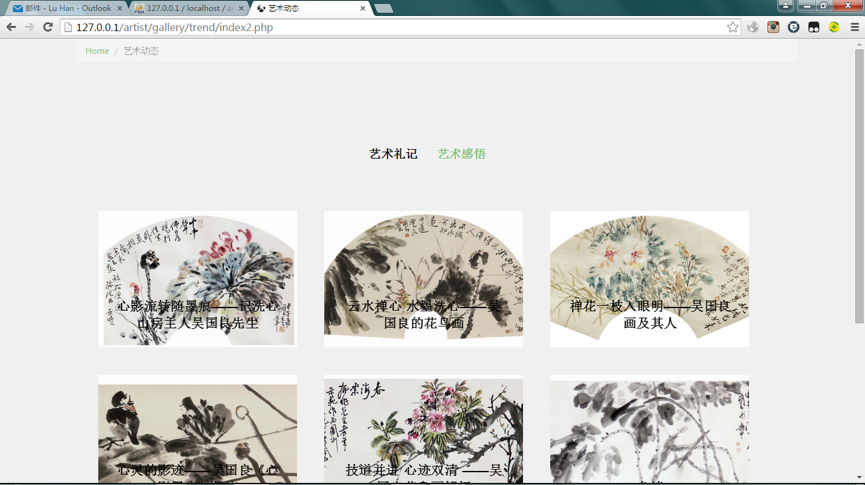 邮件 - Lu Han - Outlook
127.0.0.1 / localhost / a
艺术动态
127.0.0.1/artist/gallery/trend/index2.php
Home / 艺术动态
艺术札记 艺术感悟
心影流转随墨痕——记洗心
山房主人吴国良先生
云水禅心 水墨洗心——吴
国良的花鸟画
禅花一枝入眼明——吴国良
画及其人
心灵的影迹——吴国良《心
技道并进 心迹双清 ——吴